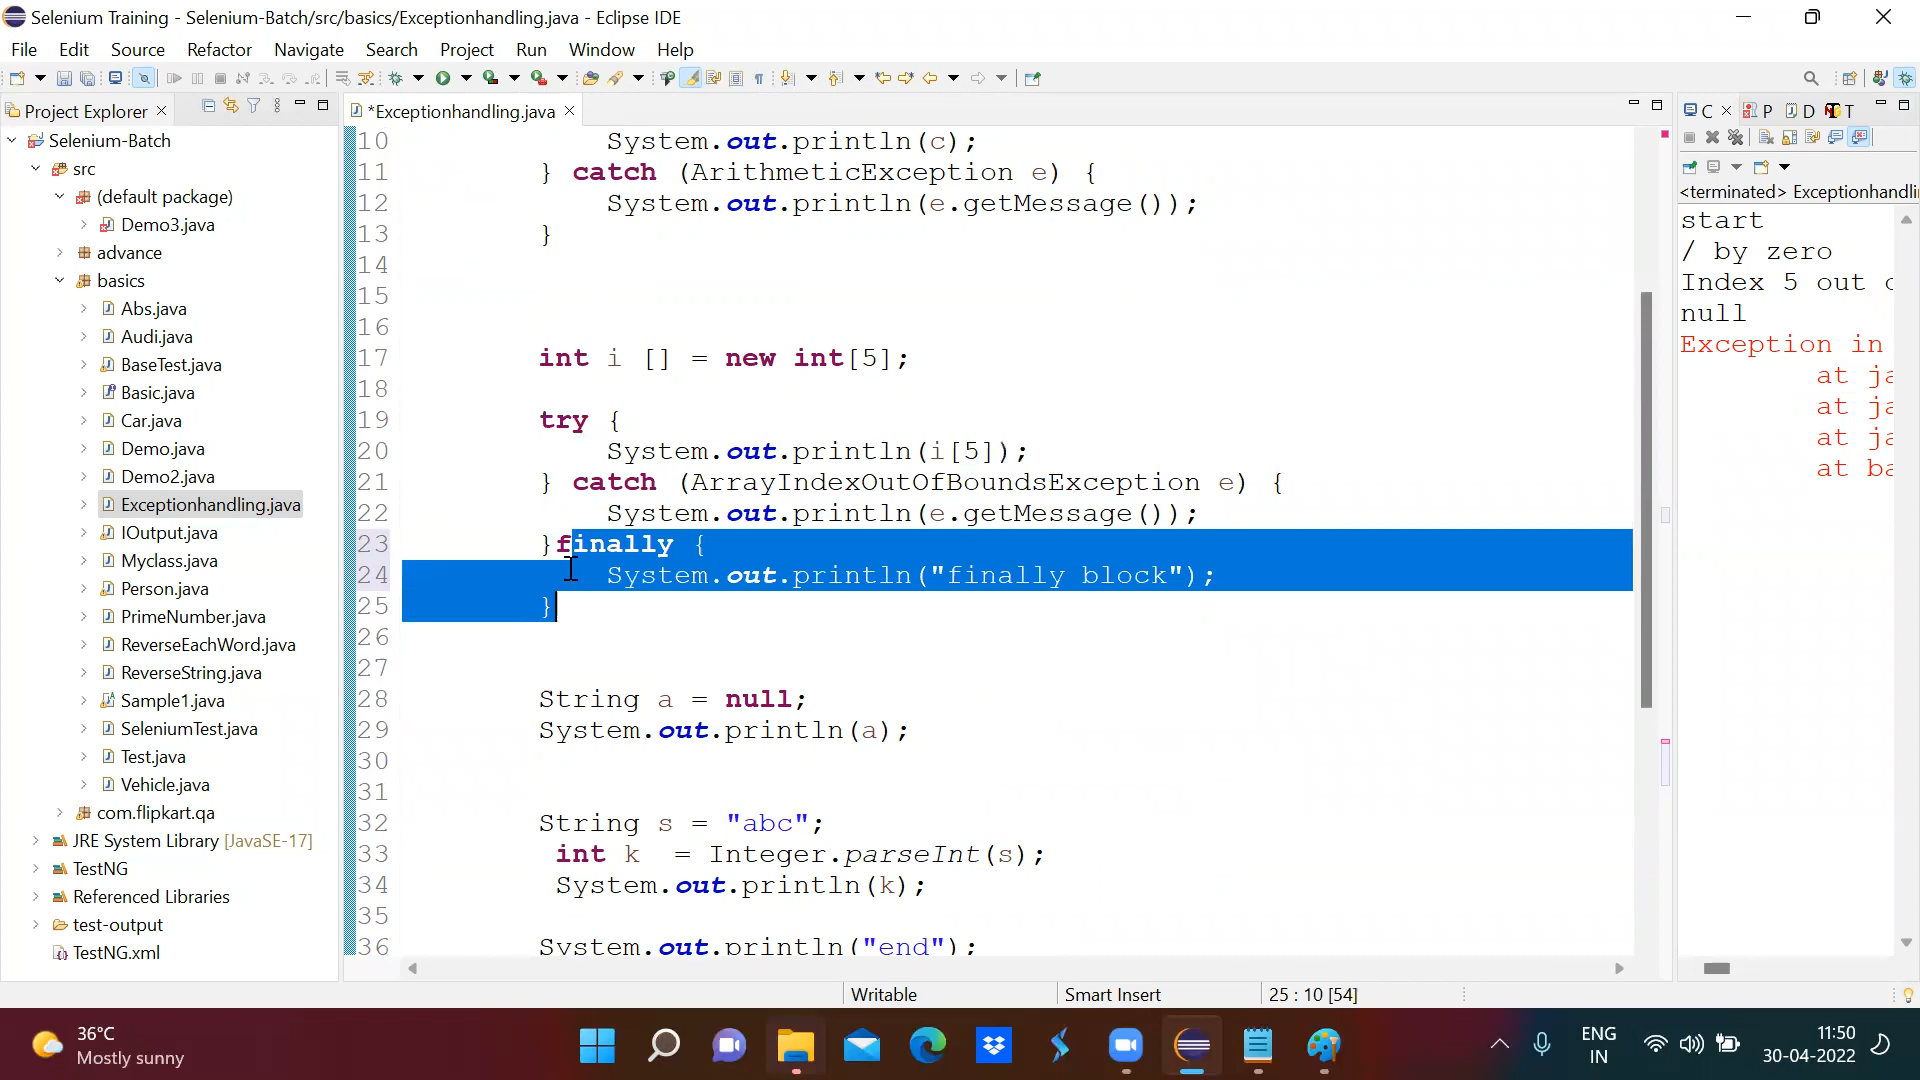 Selenium Training - Selenium-Batch/src/basics/Exceptionhandling.java - Eclipse IDE
File Edit Source Refactor Navigate Search Project Run Window Help
Project Explorer
Selenium-Batch
src
(default package)
Demo3.java
advance
basics
Abs.java
Audi.java
BaseTest.java
Basic.java
Car.java
Demo.java
Demo2.java
Exceptionhandling.java
IOutput.java
Myclass.java
Person.java
PrimeNumber.java
ReverseEachWord.java
ReverseString.java
Sample1.java
SeleniumTest.java
Test.java
Vehicle.java
com.flipkart.qa
JRE System Library [JavaSE-17]
TestNG
Referenced Libraries
test-output
TestNG.xml
*Exceptionhandling.java
10 System.out.println(c);
11 } catch (ArithmeticException e) {
12 System.out.println(e.getMessage());
13 }
14
15
16
17 int i [] = new int[5];
18
19 try {
20 System.out.println(i[5]);
21 } catch (ArrayIndexOutOfBoundsException e) {
22 System.out.println(e.getMessage());
23 }finally {
24 System.out.println("finally block");
25 }
26
27
28 String a = null;
29 System.out.println(a);
30
31
32 String s = "abc";
33 int k = Integer.parseInt(s);
34 System.out.println(k);
35
36 System.out.println("end");
C P D T
<terminated> Exceptionhandli
start
/ by zero
Index 5 out o
null
Exception in
at ja
at ja
at ja
at ba
Writable Smart Insert 25 : 10 [54]
36°C
Mostly sunny
ENG
IN
11:50
30-04-2022